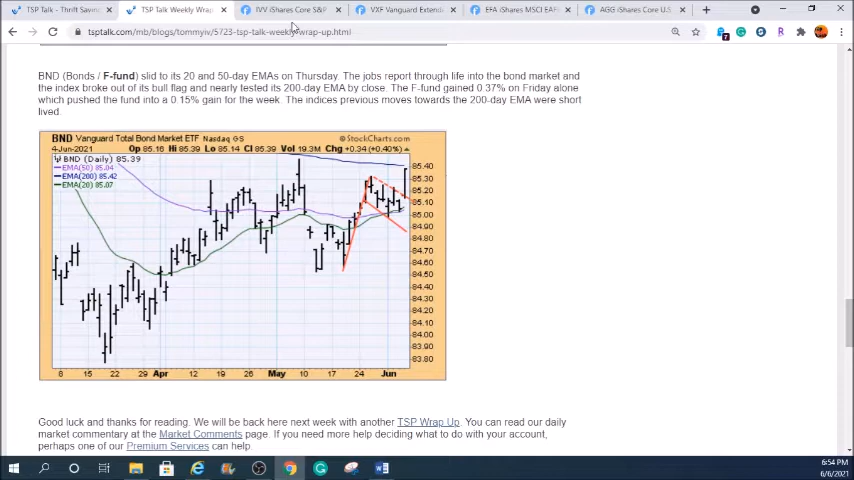 TSP Talk - Thrift Savin
TSP Talk Weekly Wrap
IVV iShares Core S&P
VXF Vanguard Extende
EFA iShares MSCI EAF
AGG iShares Core U.S.
tsptalk.com/mb/blogs/tommyiv/5723-tsp-talk-weekly-wrap-up.html
BND (Bonds / F-fund) slid to its 20 and 50-day EMAs on Thursday. The jobs report through life into the bond market and
the index broke out of its bull flag and nearly tested its 200-day EMA by close. The F-fund gained 0.37% on Friday alone
which pushed the fund into a 0.15% gain for the week. The indices previous moves towards the 200-day EMA were short
lived.
BND Vanguard Total Bond Market ETF Nasdaq GS © StockCharts.com
4-Jun-2021 Op 85.16 Hi 85.39 Lo 85.14 Cl 85.39 Vol 19.3M Chg +0.34 (+0.40%)
BND (Daily) 85.39
EMA(50) 85.04
EMA(200) 85.42
EMA(20) 85.07
85.40
85.30
85.20
85.10
85.00
84.90
84.80
84.70
84.60
84.50
84.40
84.30
84.20
84.10
84.00
83.90
83.80
8 15 22 29 Apr 12 19 26 May 10 17 24 Jun
Good luck and thanks for reading. We will be back here next week with another TSP Wrap Up. You can read our daily
market commentary at the Market Comments page. If you need more help deciding what to do with your account,
perhaps one of our Premium Services can help.
6:54 PM
6/6/2021